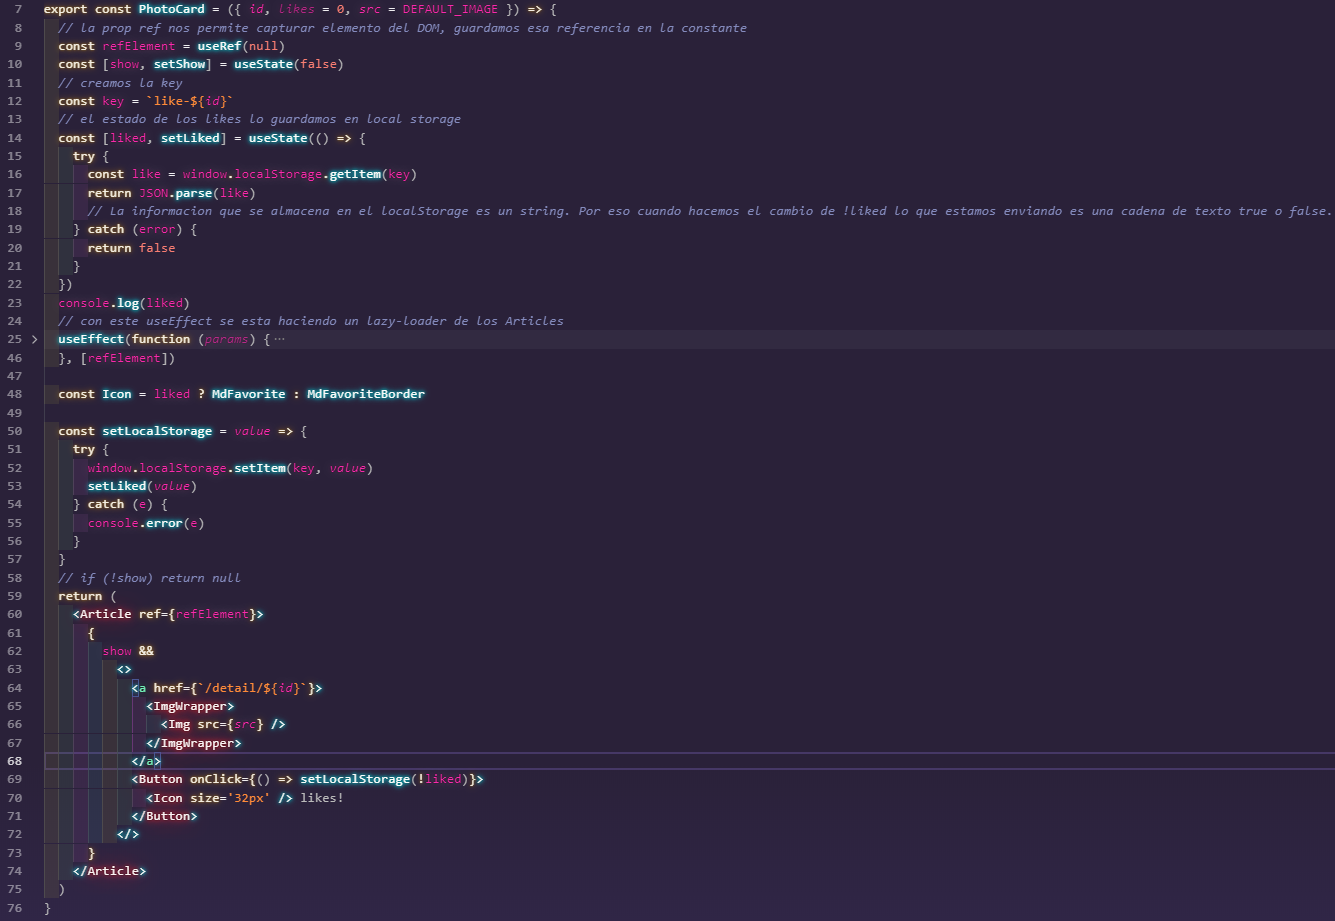 7 export const PhotoCard = ({ id, likes = 0, src = DEFAULT_IMAGE }) => {
8 // la prop ref nos permite capturar elemento del DOM, guardamos esa referencia en la constante
9 const refElement = useRef(null)
10 const [show, setShow] = useState(false)
11 // creamos la key
12 const key = `like-${id}`
13 // el estado de los likes lo guardamos en local storage
14 const [liked, setLiked] = useState(() => {
15 try {
16 const like = window.localStorage.getItem(key)
17 return JSON.parse(like)
18 // La informacion que se almacena en el localStorage es un string. Por eso cuando hacemos el cambio de !liked lo que estamos enviando es una cadena de texto true o false.
19 } catch (error) {
20 return false
21 }
22 })
23 console.log(liked)
24 // con este useEffect se esta haciendo un lazy-loader de los Articles
25 useEffect(function (params) { ⋯
46 }, [refElement])
47
48 const Icon = liked ? MdFavorite : MdFavoriteBorder
49
50 const setLocalStorage = value => {
51 try {
52 window.localStorage.setItem(key, value)
53 setLiked(value)
54 } catch (e) {
55 console.error(e)
56 }
57 }
58 // if (!show) return null
59 return (
60 <Article ref={refElement}>
61 {
62 show &&
63 <>
64 <a href={`/detail/${id}`}>
65 <ImgWrapper>
66 <Img src={src} />
67 </ImgWrapper>
68 </a>
69 <Button onClick={() => setLocalStorage(!liked)}>
70 <Icon size='32px' /> likes!
71 </Button>
72 </>
73 }
74 </Article>
75 )
76 }